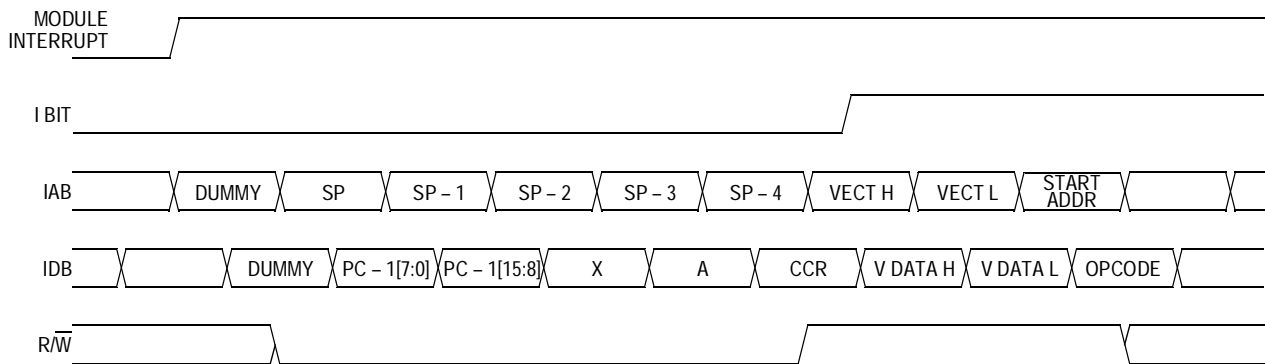 MODULE
INTERRUPT
I BIT
IAB DUMMY SP SP – 1 SP – 2 SP – 3 SP – 4 VECT H VECT L START ADDR
IDB DUMMY PC – 1[7:0] PC – 1[15:8] X A CCR V DATA H V DATA L OPCODE
R/W̅